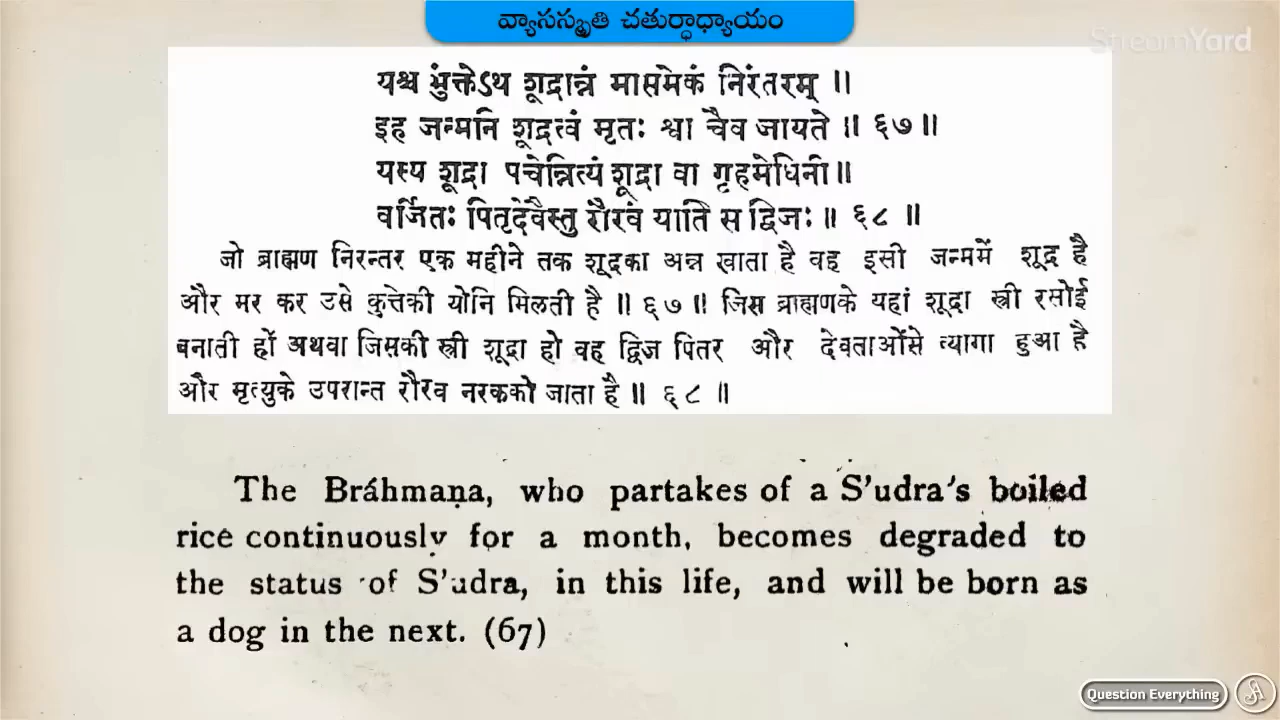 వ్యాసస్మృతి చతుర్ధాధ్యాయం
StreamYard
यश्च भुंक्तेऽथ शूद्रान्नं मासमेकं निरंतरम् ॥
इह जन्मनि शूद्रत्वं मृतः श्वा चैव जायते ॥ ६७ ॥
यस्य शूद्रा पचेन्नित्यं शूद्रा वा गृहमेधिनी ॥
वर्जितः पितृदेवैस्तु रौरवं याति स द्विजः ॥ ६८ ॥
जो ब्राह्मण निरन्तर एक महीने तक शूद्रका अन्न खाता है वह इसी जन्ममें शूद्र है
और मर कर उसे कुत्तेकी योनि मिलती है ॥ ६७ ॥ जिस ब्राह्मणके यहां शूद्रा स्त्री रसोई
बनाती हों अथवा जिसकी स्त्री शूद्रा हो वह द्विज पितर और देवताओंसे त्यागा हुआ है
और मृत्युके उपरान्त रौरव नरकको जाता है ॥ ६८ ॥
The Bráhmaṇa, who partakes of a S'udra's boiled
rice continuously for a month, becomes degraded to
the status of S'udra, in this life, and will be born as
a dog in the next. (67)
Question Everything